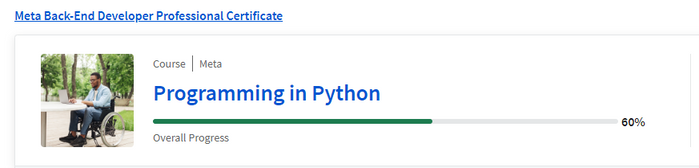 Meta Back-End Developer Professional Certificate
Course | Meta
Programming in Python
60%
Overall Progress